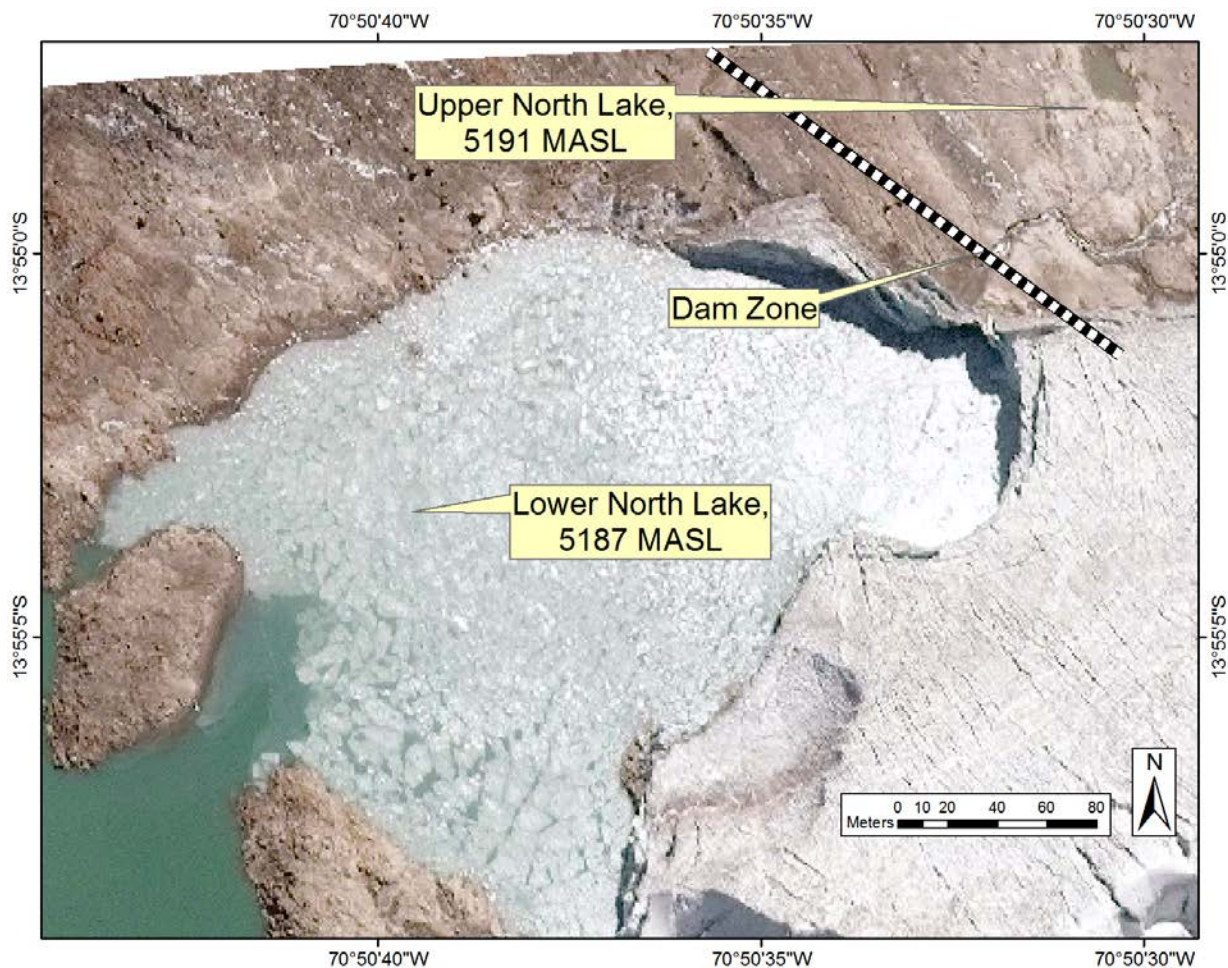 70°50'40"W
70°50'35"W
70°50'30"W
Upper North Lake,
5191 MASL
13°55'0"S
13°55'0"S
Dam Zone
Lower North Lake,
5187 MASL
13°55'5"S
13°55'5"S
N
0 10 20 40 60 80
Meters
70°50'40"W
70°50'35"W
70°50'30"W